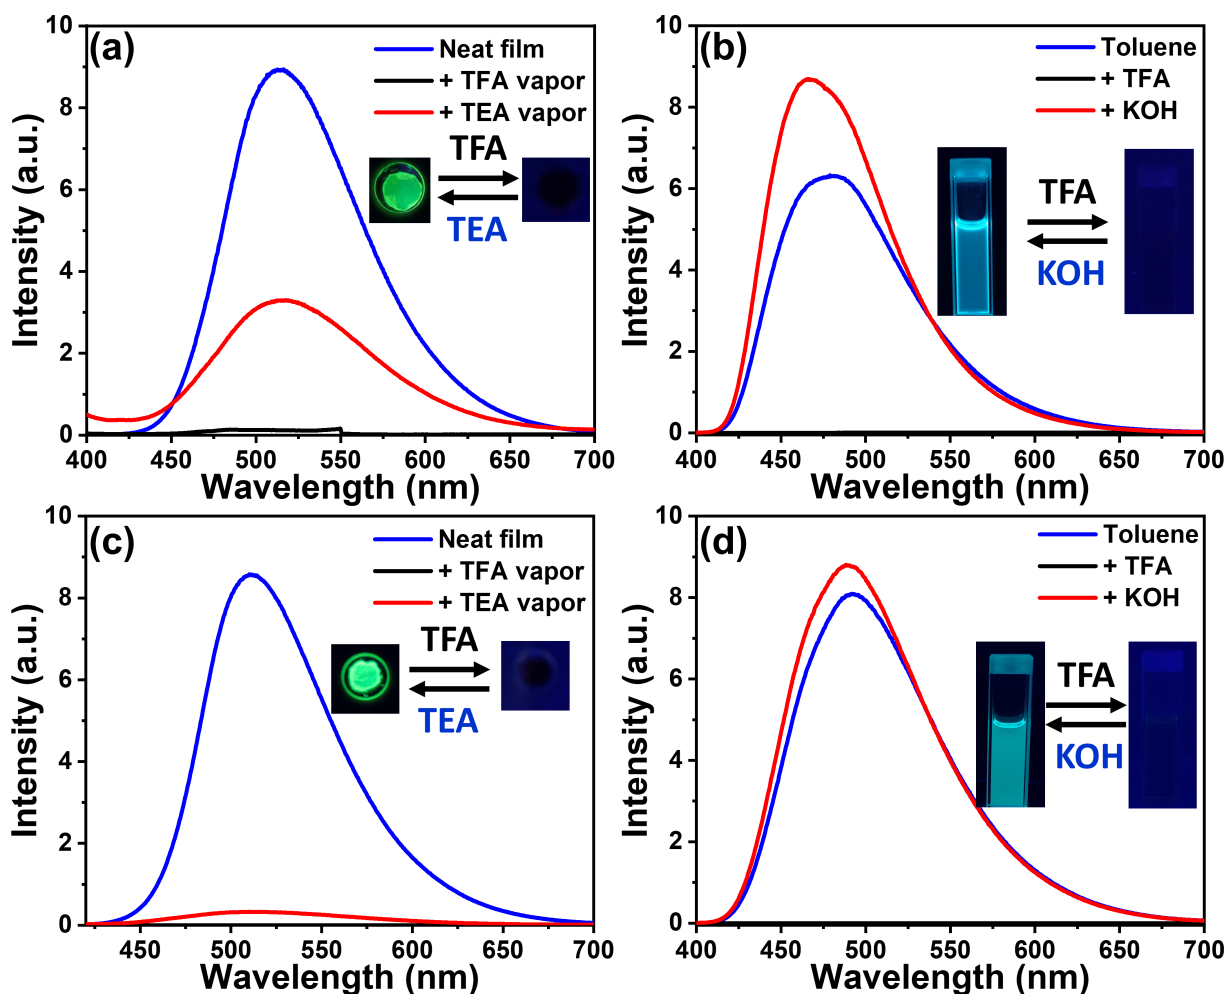 (a)
Neat film
+ TFA vapor
+ TEA vapor
TFA
TEA
Intensity (a.u.)
10
8
6
4
2
0
400 450 500 550 600 650 700
Wavelength (nm)
(b)
Toluene
+ TFA
+ KOH
TFA
KOH
Intensity (a.u.)
10
8
6
4
2
0
400 450 500 550 600 650 700
Wavelength (nm)
(c)
Neat film
+ TFA vapor
+ TEA vapor
TFA
TEA
Intensity (a.u.)
10
8
6
4
2
0
450 500 550 600 650 700
Wavelength (nm)
(d)
Toluene
+ TFA
+ KOH
TFA
KOH
Intensity (a.u.)
10
8
6
4
2
0
400 450 500 550 600 650 700
Wavelength (nm)